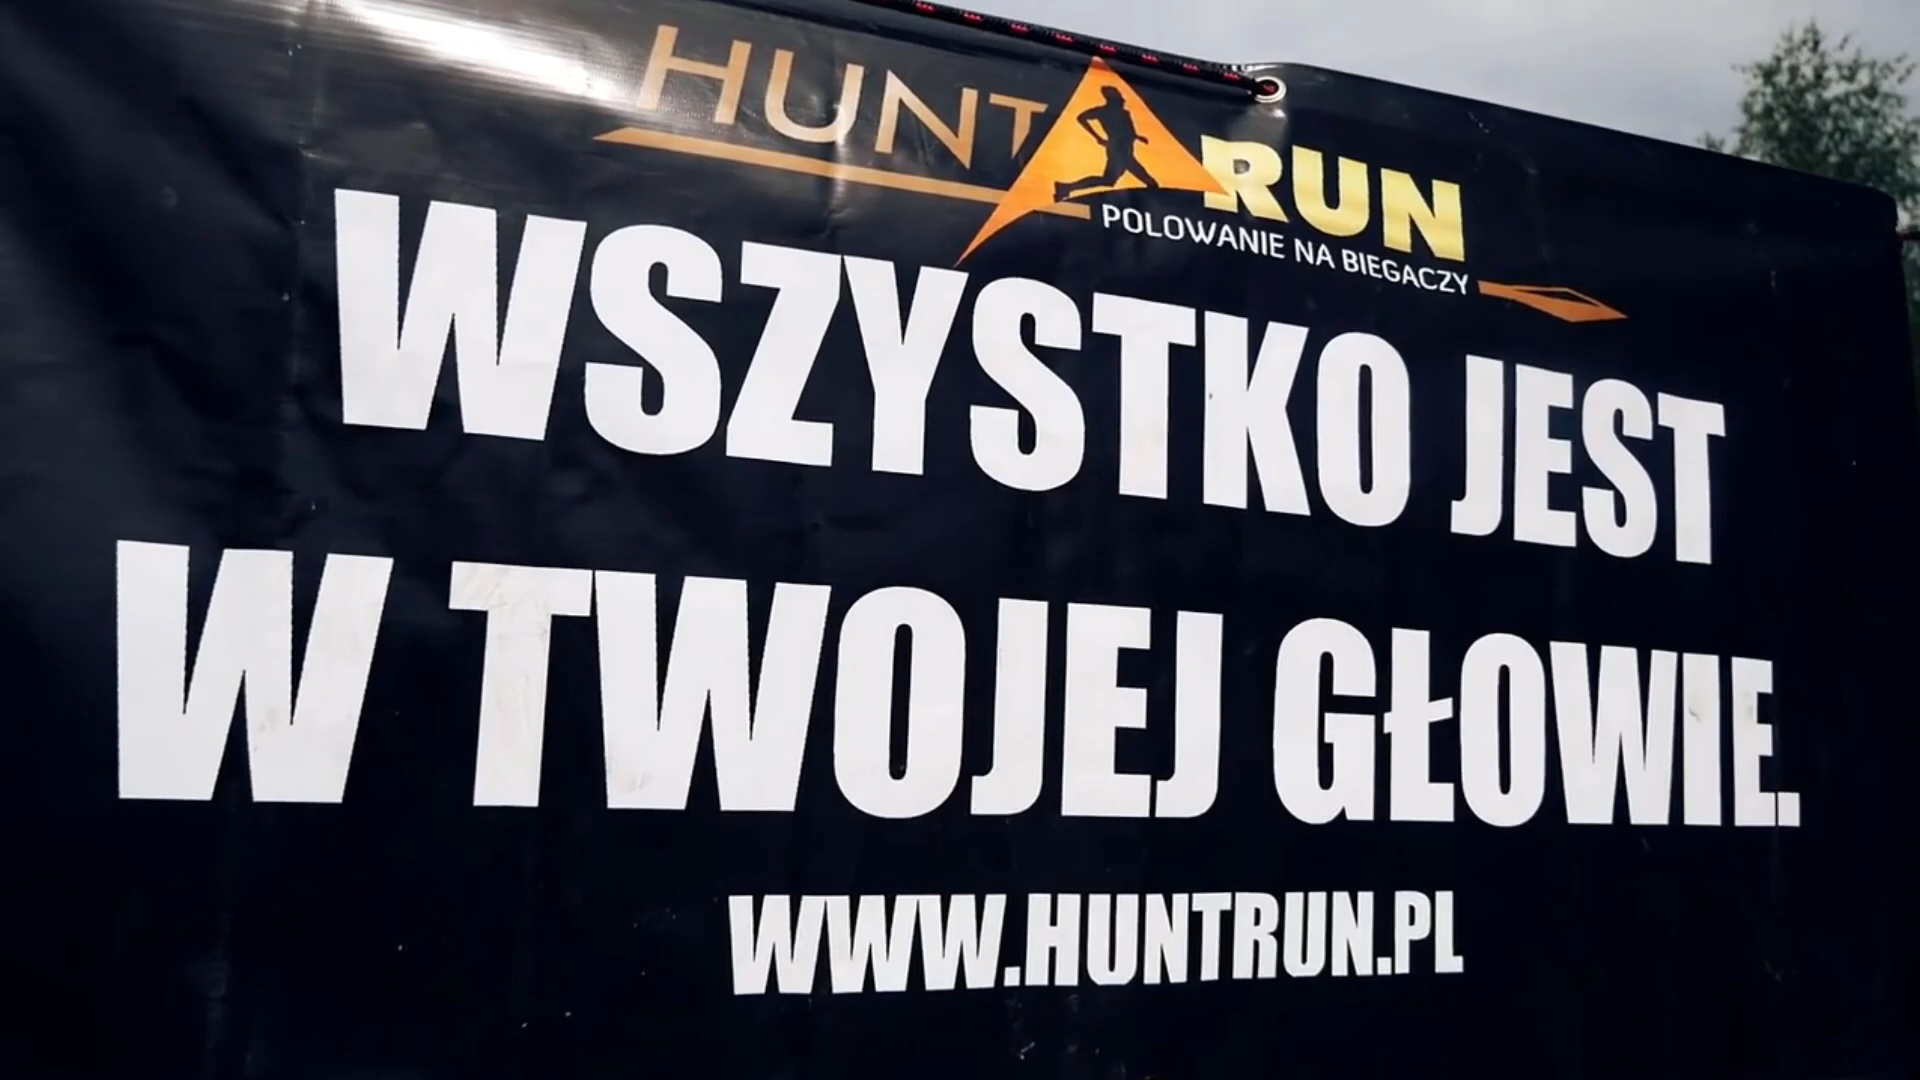 HUNT RUN
POLOWANIE NA BIEGACZY
WSZYSTKO JEST
W TWOJEJ GŁOWIE.
WWW.HUNTRUN.PL